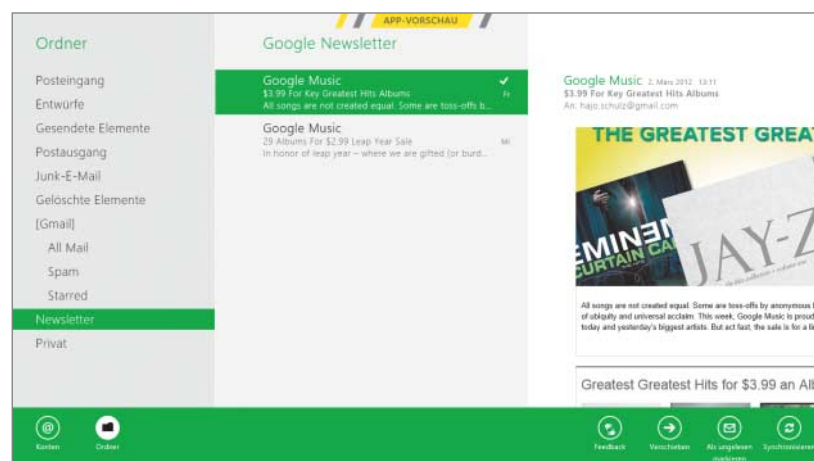 APP-VORSCHAU
Ordner
Posteingang
Entwürfe
Gesendete Elemente
Postausgang
Junk-E-Mail
Gelöschte Elemente
[Gmail]
All Mail
Spam
Starred
Newsletter
Privat
Google Newsletter
Google Music
$3.99 For Key Greatest Hits Albums Fr
All songs are not created equal. Some are toss-offs b...
Google Music
29 Albums For $2.99 Leap Year Sale Mi
In honor of leap year – where we are gifted (or burd...
Google Music 2. März 2012 13:11
$3.99 For Key Greatest Hits Albums
An: hajo.schulz@gmail.com
THE GREATEST GREA
EMINEM
CURTAIN CA
JAY-Z
All songs are not created equal. Some are toss-offs by anonymous
of ubiquity and universal acclaim. This week, Google Music is proud
today and yesterday's biggest artists. But act fast, the sale is for a
Greatest Greatest Hits for $3.99 an Al
Konten
Ordner
Feedback
Verschieben
Als ungelesen
markieren
Synchronisieren